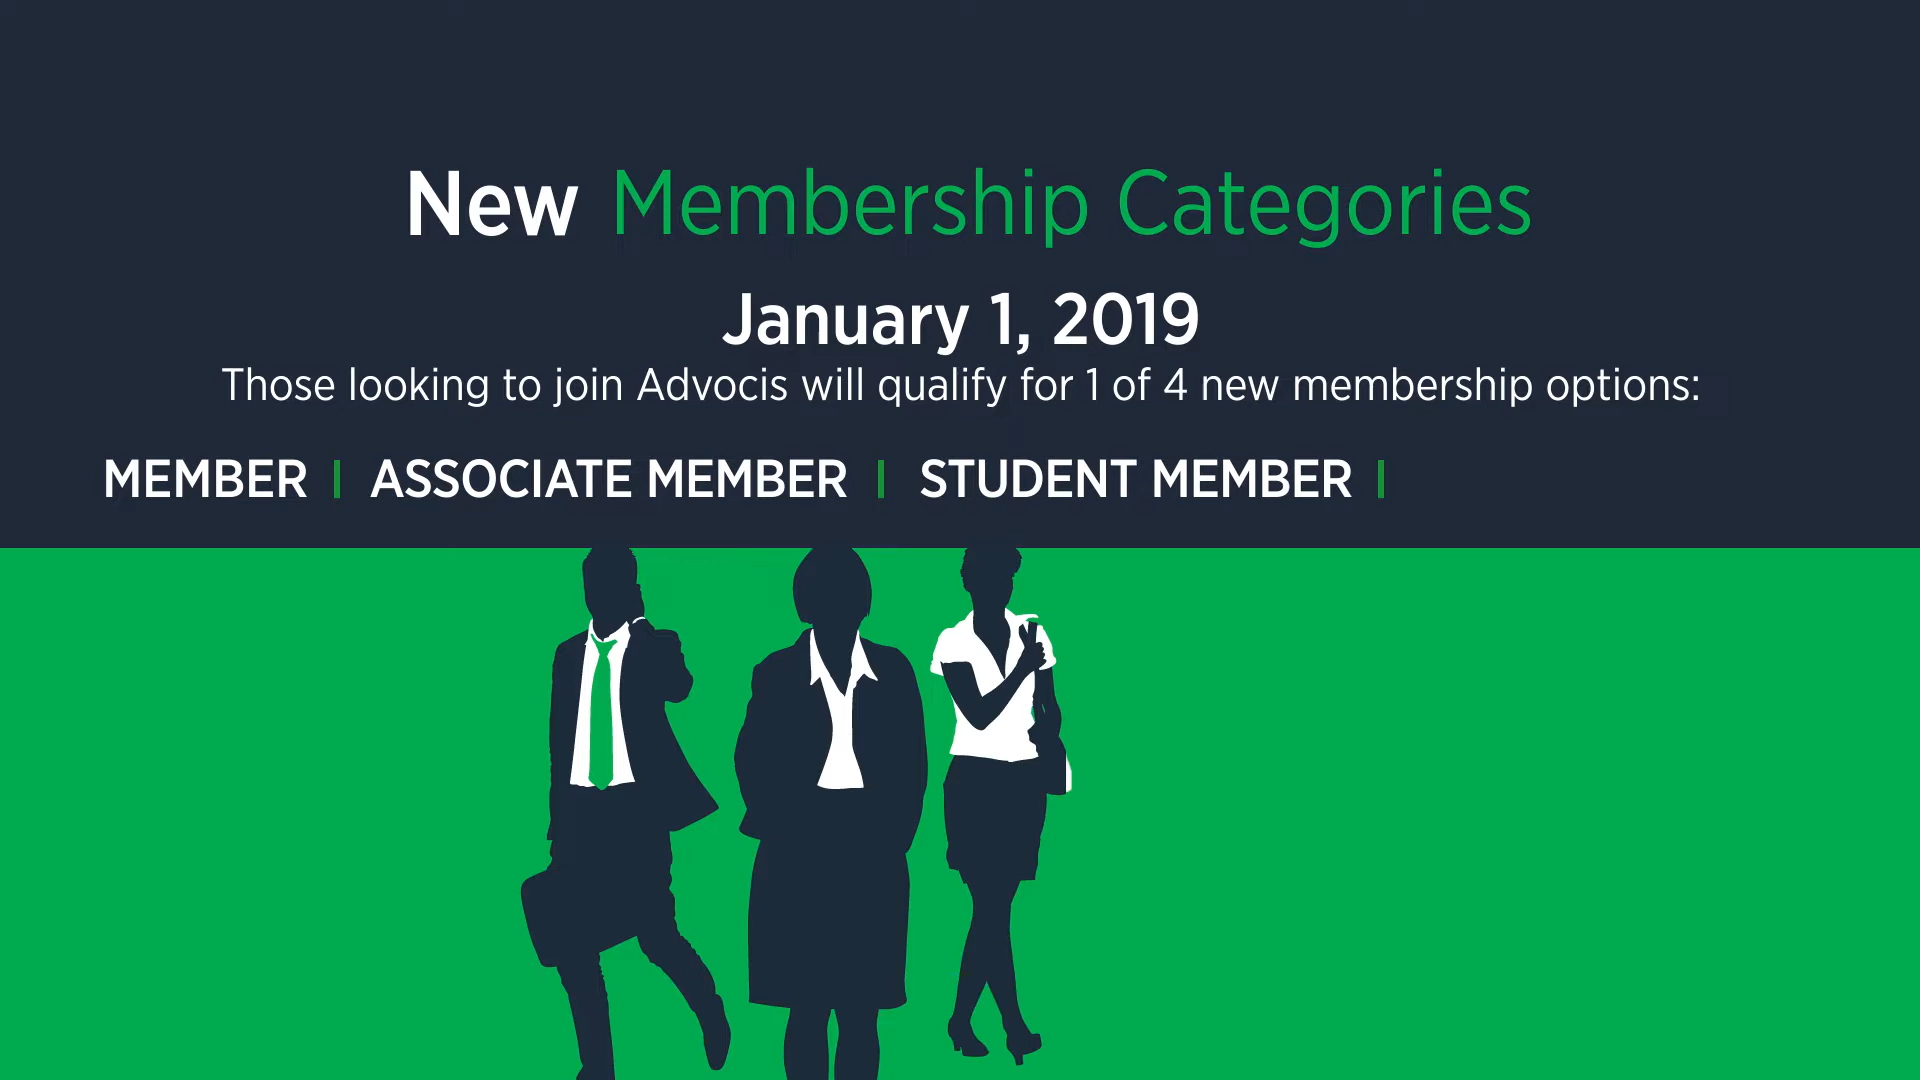 New Membership Categories
January 1, 2019
Those looking to join Advocis will qualify for 1 of 4 new membership options:
MEMBER | ASSOCIATE MEMBER | STUDENT MEMBER |